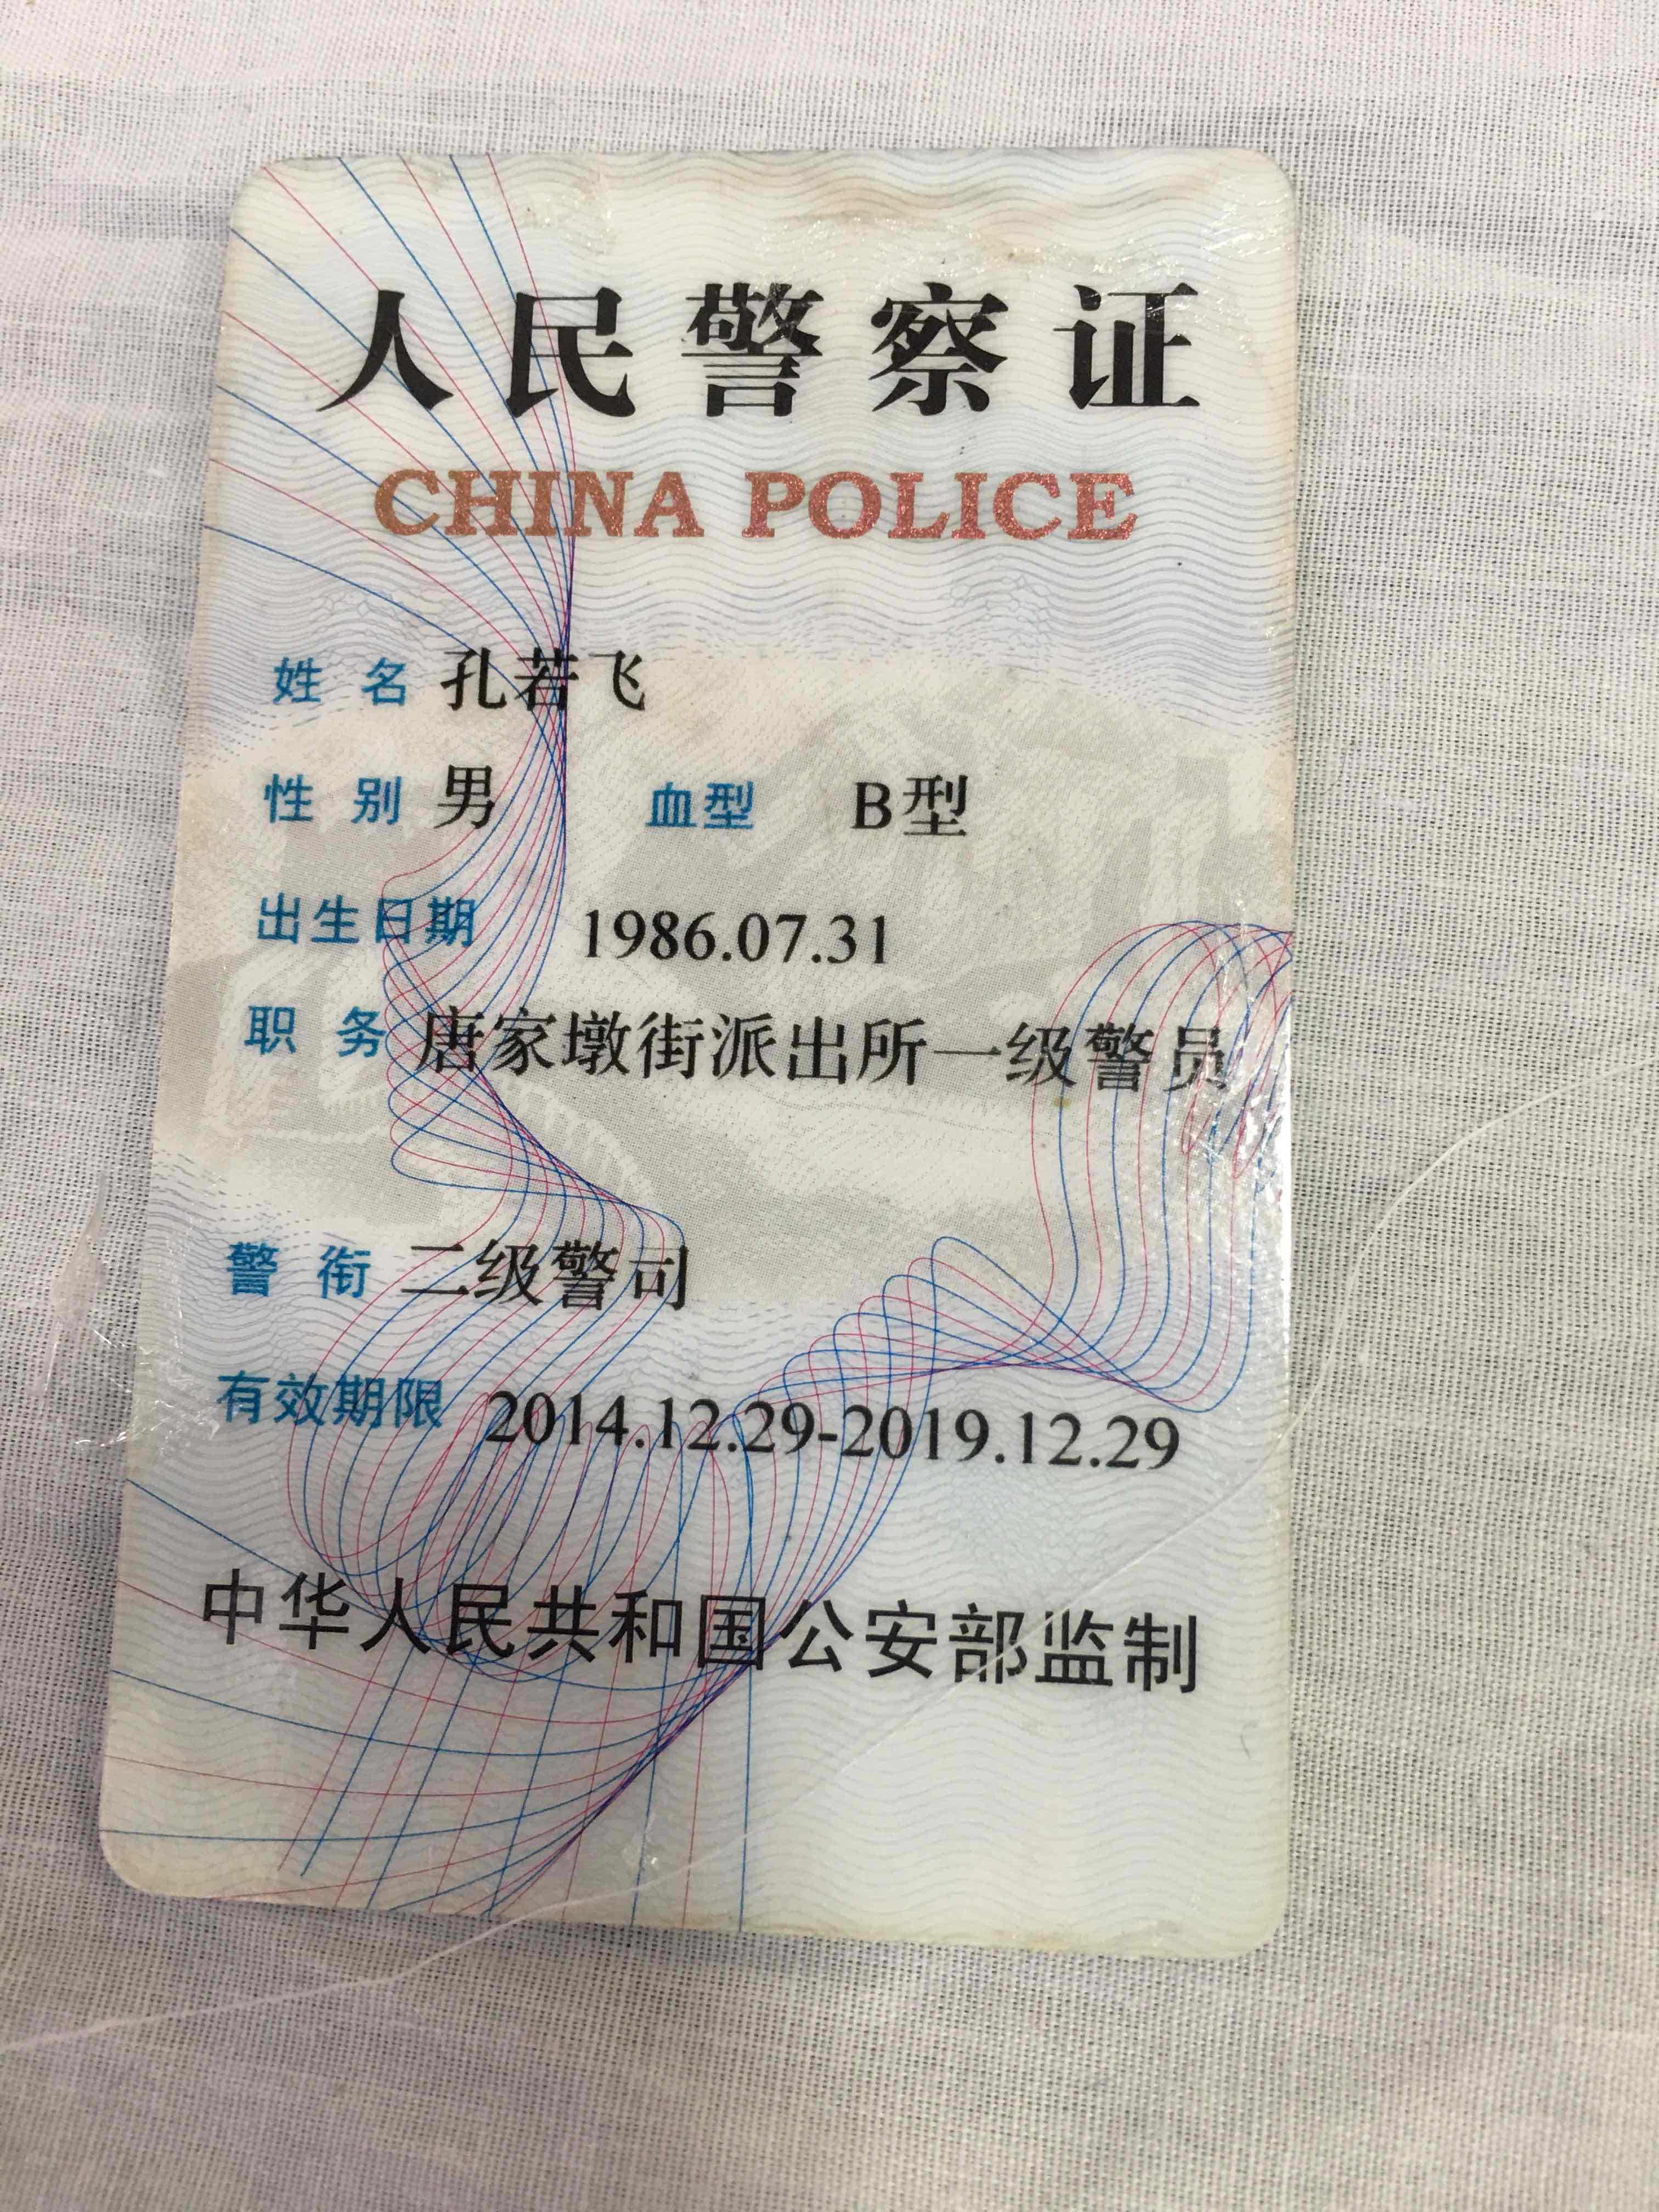 人民警察证
CHINA POLICE
姓 名 孔若飞
性 别 男 血型 B型
出生日期 1986.07.31
职 务 唐家墩街派出所一级警员
警 衔 二级警司
有效期限 2014.12.29-2019.12.29
中华人民共和国公安部监制